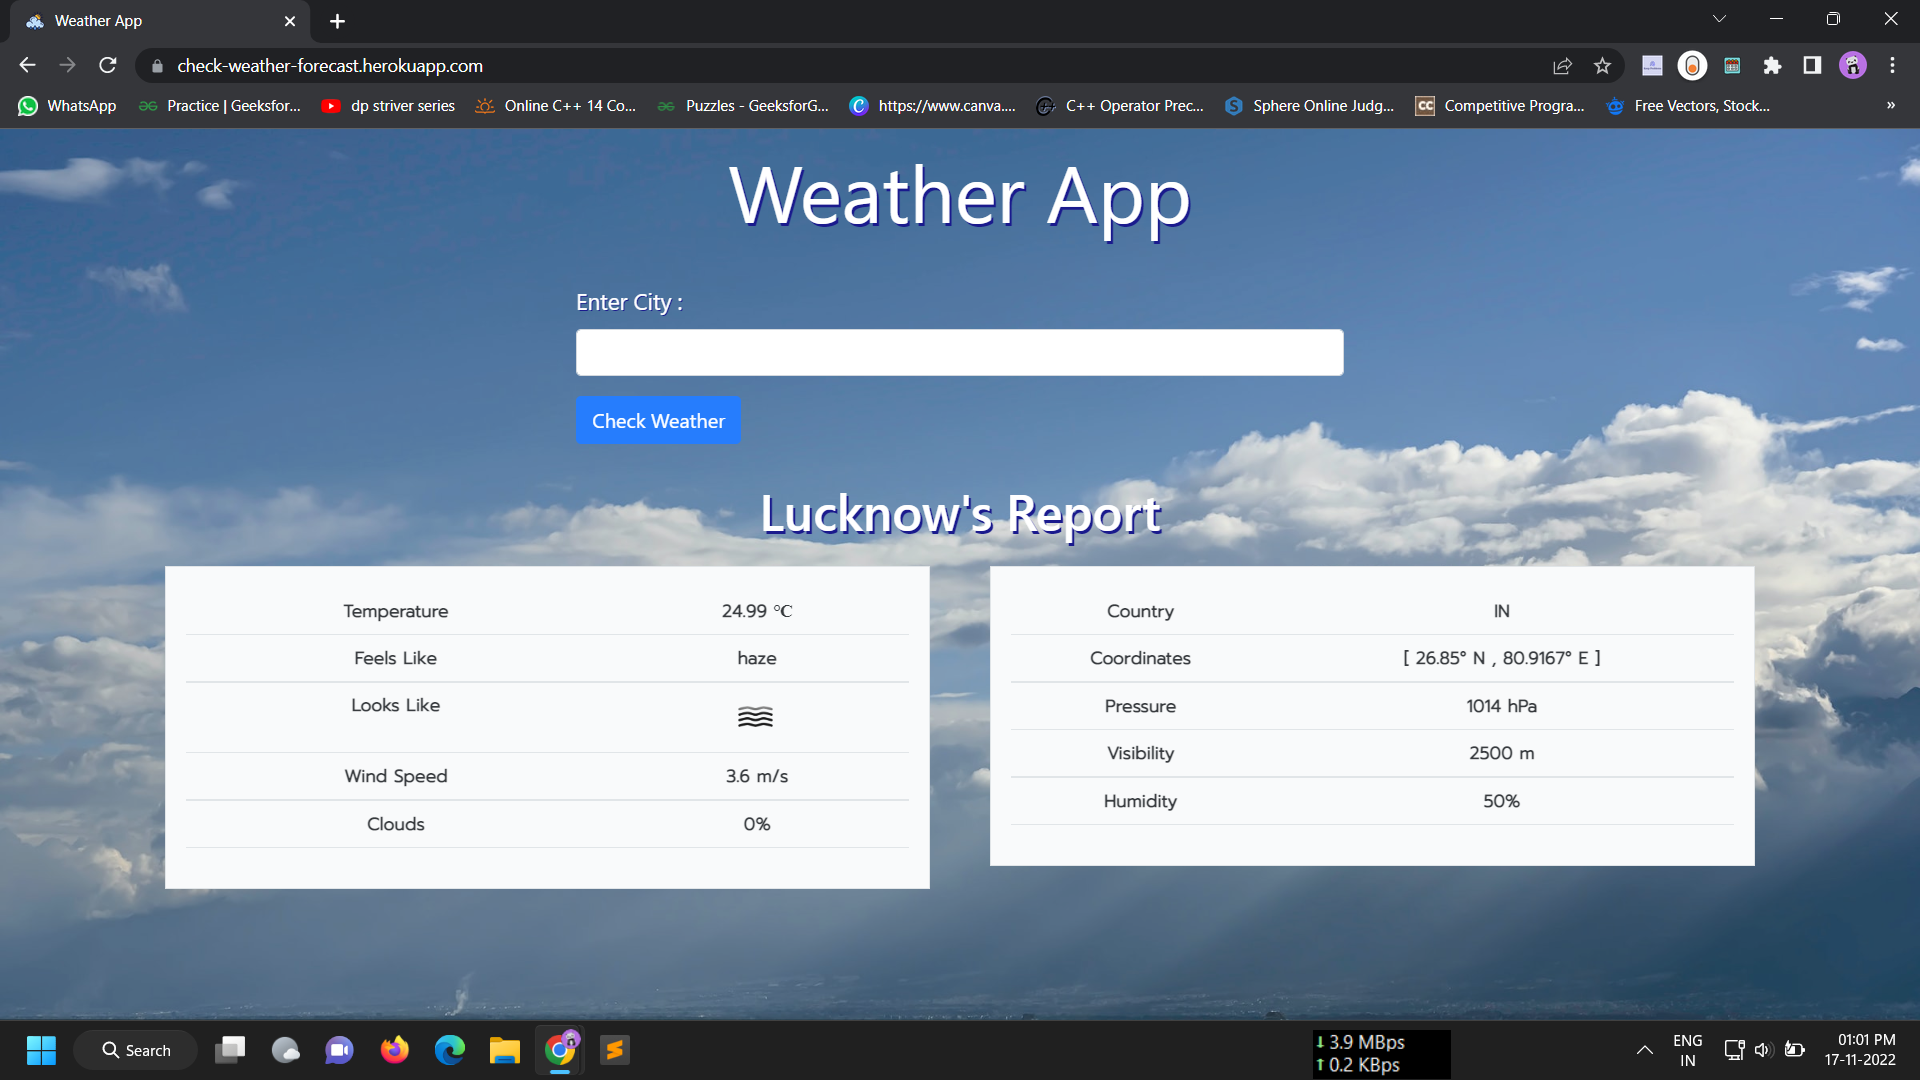 Weather App
check-weather-forecast.herokuapp.com
WhatsApp
Practice | Geeksfor...
dp striver series
Online C++ 14 Co...
Puzzles - GeeksforG...
https://www.canva....
C++ Operator Prec...
Sphere Online Judg...
CC Competitive Progra...
Free Vectors, Stock...
»
Weather App
Enter City :
Check Weather
Lucknow's Report
Temperature 24.99 °C
Feels Like haze
Looks Like
Wind Speed 3.6 m/s
Clouds 0%
Country IN
Coordinates [ 26.85° N , 80.9167° E ]
Pressure 1014 hPa
Visibility 2500 m
Humidity 50%
Search
↓ 3.9 MBps
↑ 0.2 KBps
ENG
IN
01:01 PM
17-11-2022